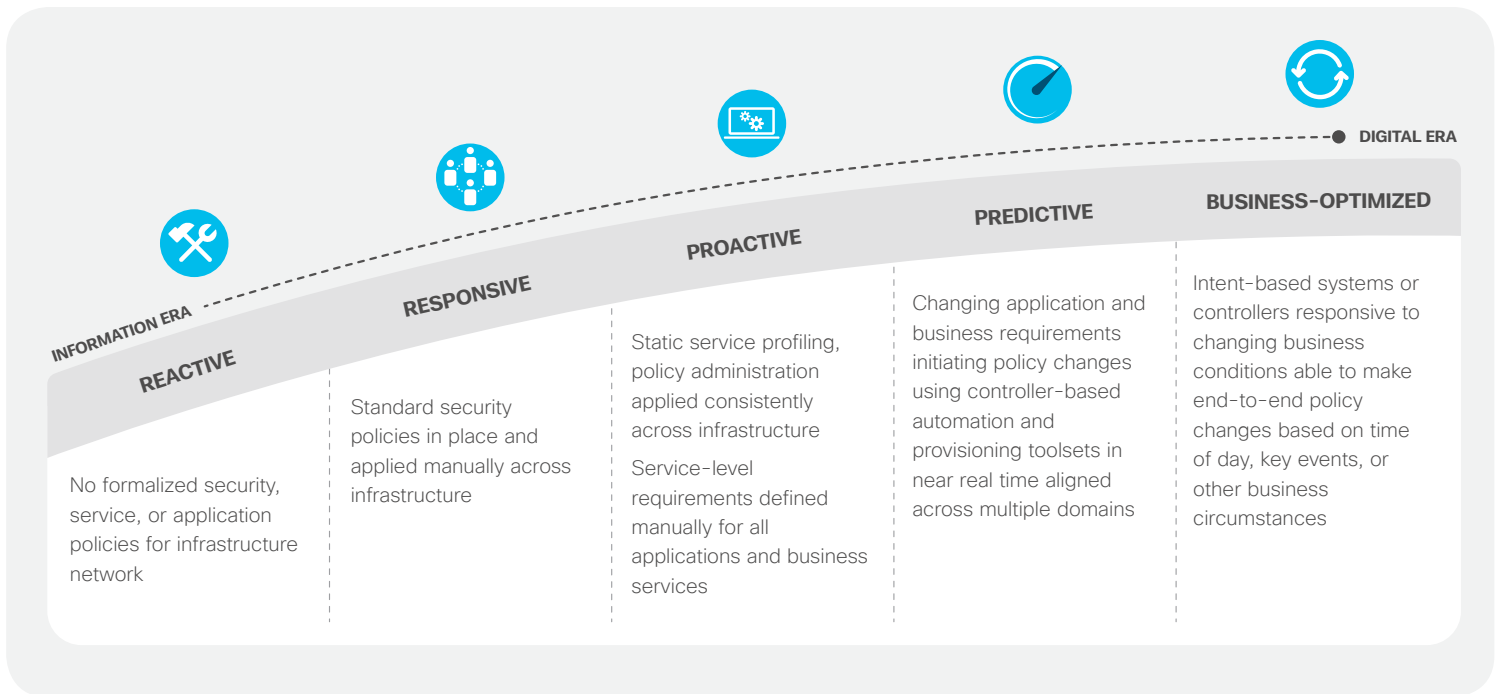 DIGITAL ERA
INFORMATION ERA
REACTIVE
No formalized security,
service, or application
policies for infrastructure
network
RESPONSIVE
Standard security
policies in place and
applied manually across
infrastructure
PROACTIVE
Static service profiling,
policy administration
applied consistently
across infrastructure
Service-level
requirements defined
manually for all
applications and business
services
PREDICTIVE
Changing application and
business requirements
initiating policy changes
using controller-based
automation and
provisioning toolsets in
near real time aligned
across multiple domains
BUSINESS-OPTIMIZED
Intent-based systems or
controllers responsive to
changing business
conditions able to make
end-to-end policy
changes based on time
of day, key events, or
other business
circumstances